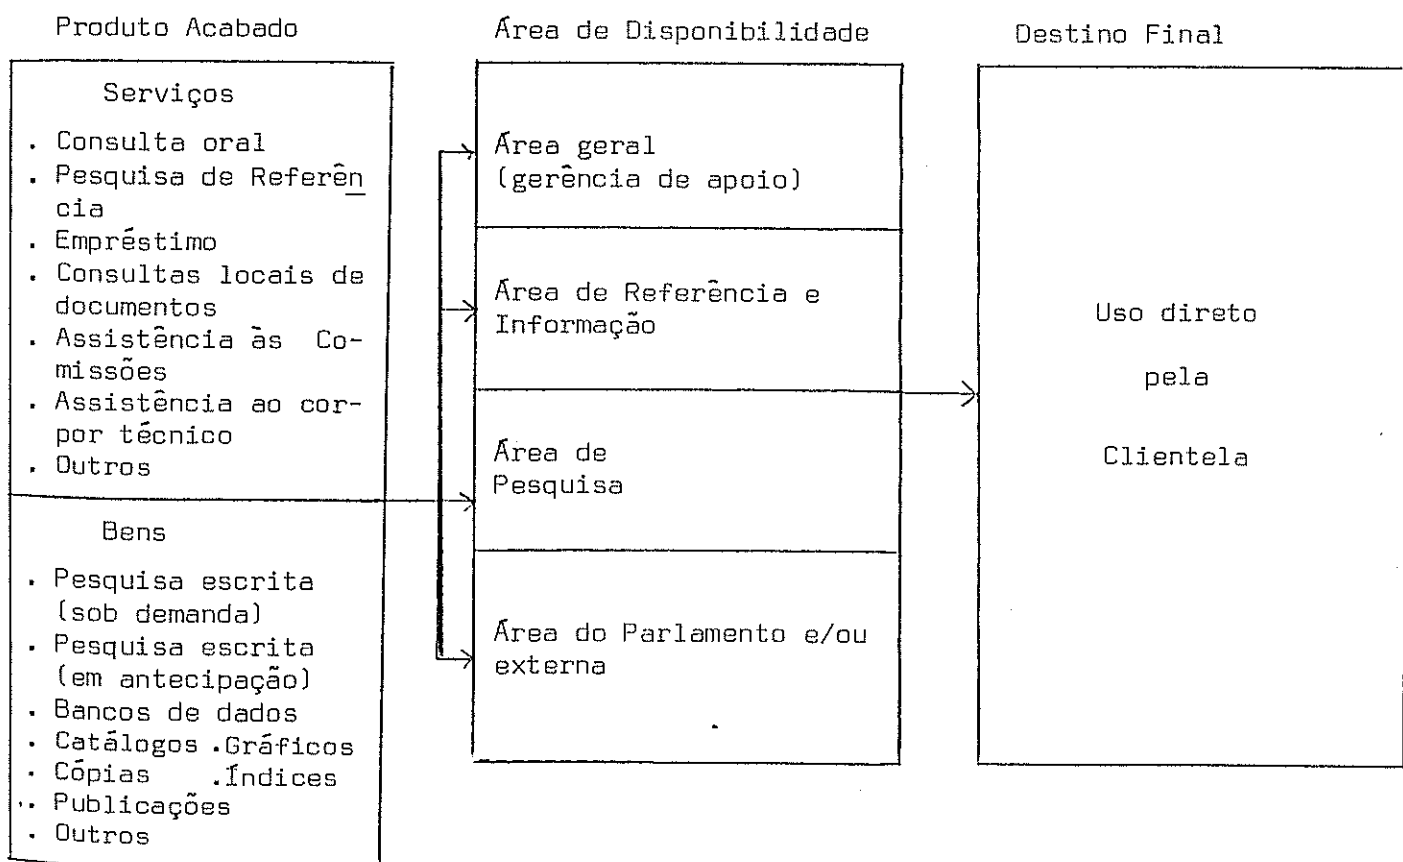 Produto Acabado
Serviços
. Consulta oral
. Pesquisa de Referên
cia
. Empréstimo
. Consultas locais de
documentos
. Assistência às Co-
missões
. Assistência ao cor-
por técnico
. Outros
Bens
. Pesquisa escrita
(sob demanda)
. Pesquisa escrita
(em antecipação)
. Bancos de dados
. Catálogos .Gráficos
. Cópias .Índices
. Publicações
. Outros
Área de Disponibilidade
Área geral
(gerência de apoio)
Área de Referência e
Informação
Área de
Pesquisa
Área do Parlamento e/ou
externa
Destino Final
Uso direto
pela
Clientela